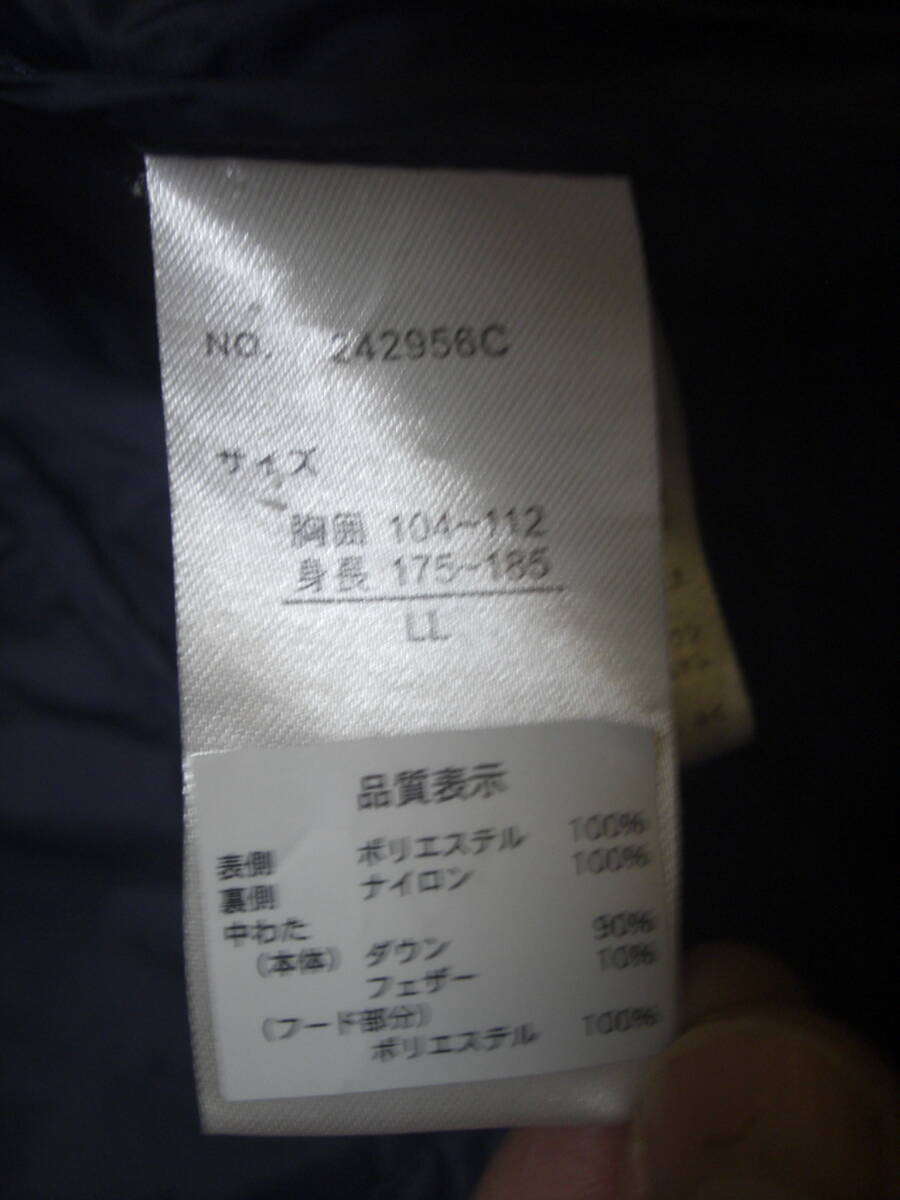 NO. 242956C
サイズ
胸囲 104~112
身長 175~185
LL
品質表示
表側 ポリエステル 100%
裏側 ナイロン 100%
中わた
(本体) ダウン 90%
フェザー 10%
(フード部分)
ポリエステル 100%